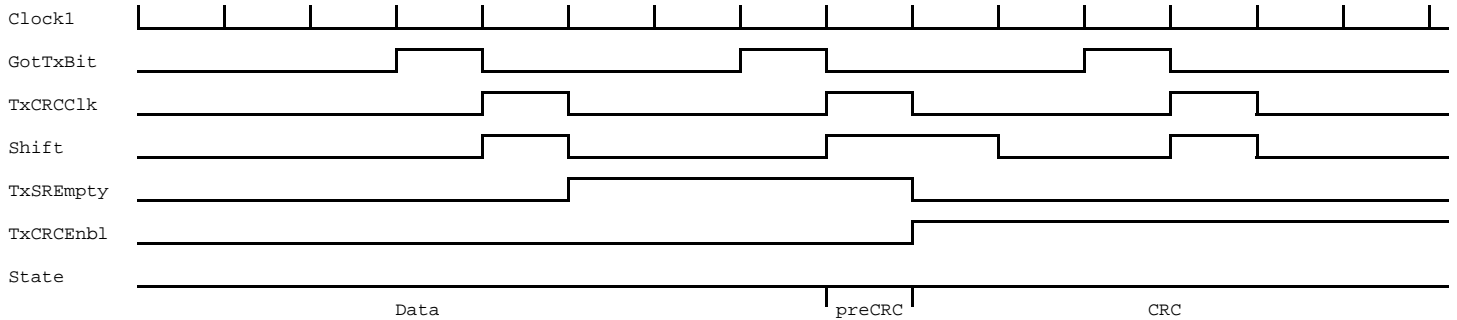 Clock1
GotTxBit
TxCRCClk
Shift
TxSREmpty
TxCRCEnbl
State
Data preCRC CRC